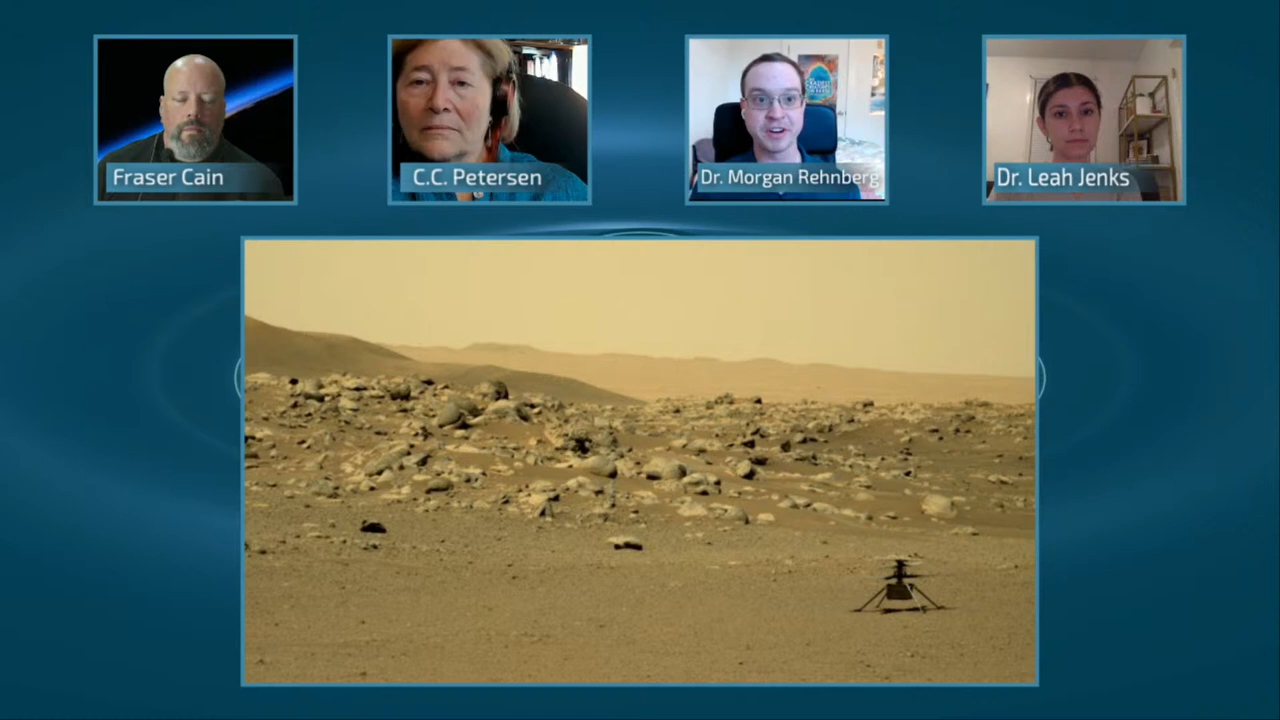 Fraser Cain
C.C. Petersen
Dr. Morgan Rehnberg
Dr. Leah Jenks